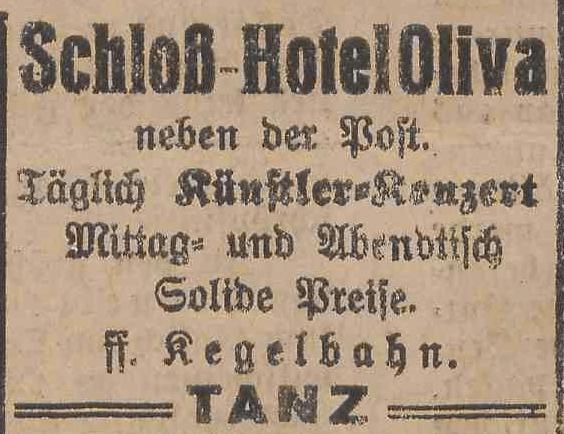 Schloß-Hotel Oliva
neben der Post.
Täglich Künstler-Konzert
Mittag- und Abendtisch
Solide Preise.
ff. Kegelbahn.
TANZ